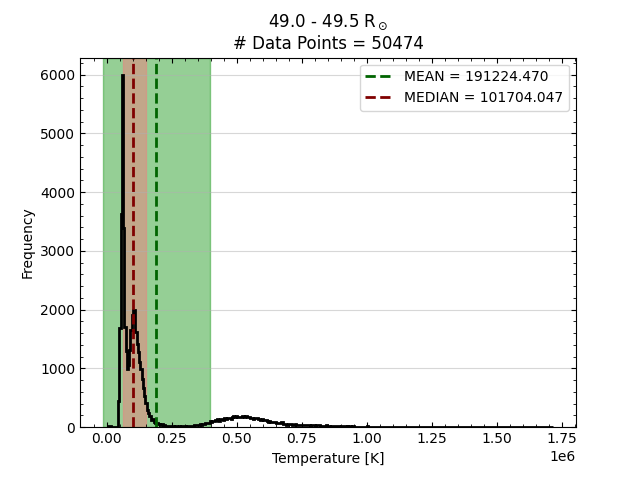 49.0 - 49.5 R⊙
# Data Points = 50474
MEAN = 191224.470
MEDIAN = 101704.047
Frequency
6000
5000
4000
3000
2000
1000
0
0.00 0.25 0.50 0.75 1.00 1.25 1.50 1.75
1e6
Temperature [K]